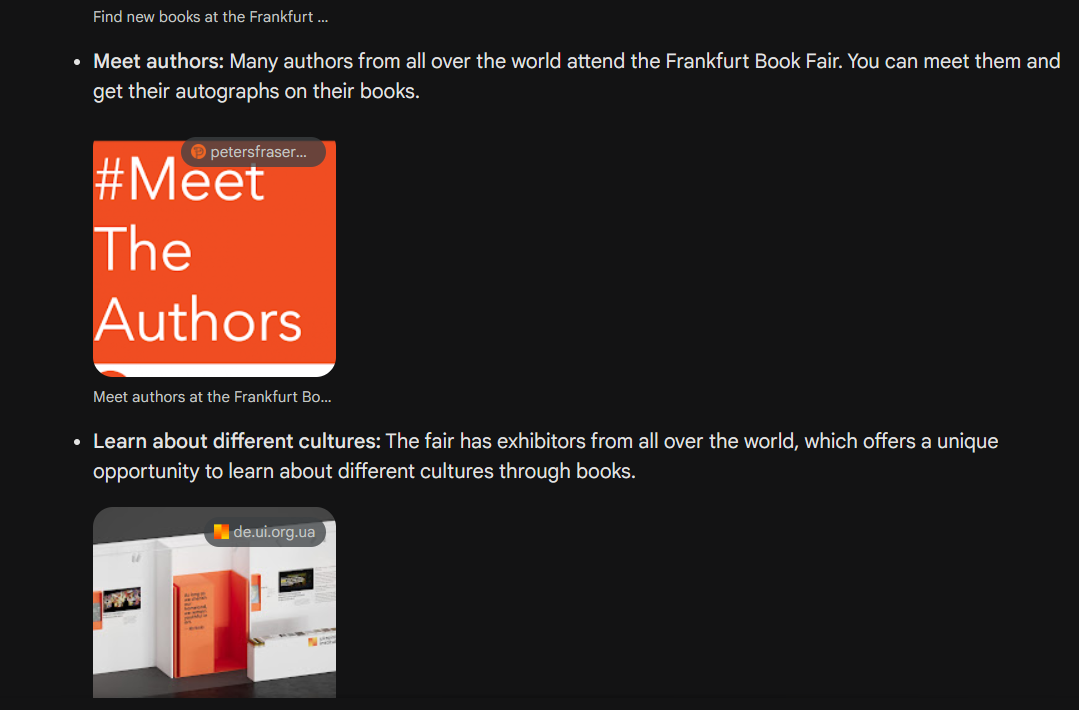 Find new books at the Frankfurt ...
Meet authors: Many authors from all over the world attend the Frankfurt Book Fair. You can meet them and
get their autographs on their books.
petersfraser...
#Meet
The
Authors
Meet authors at the Frankfurt Bo...
Learn about different cultures: The fair has exhibitors from all over the world, which offers a unique
opportunity to learn about different cultures through books.
de.ui.org.ua